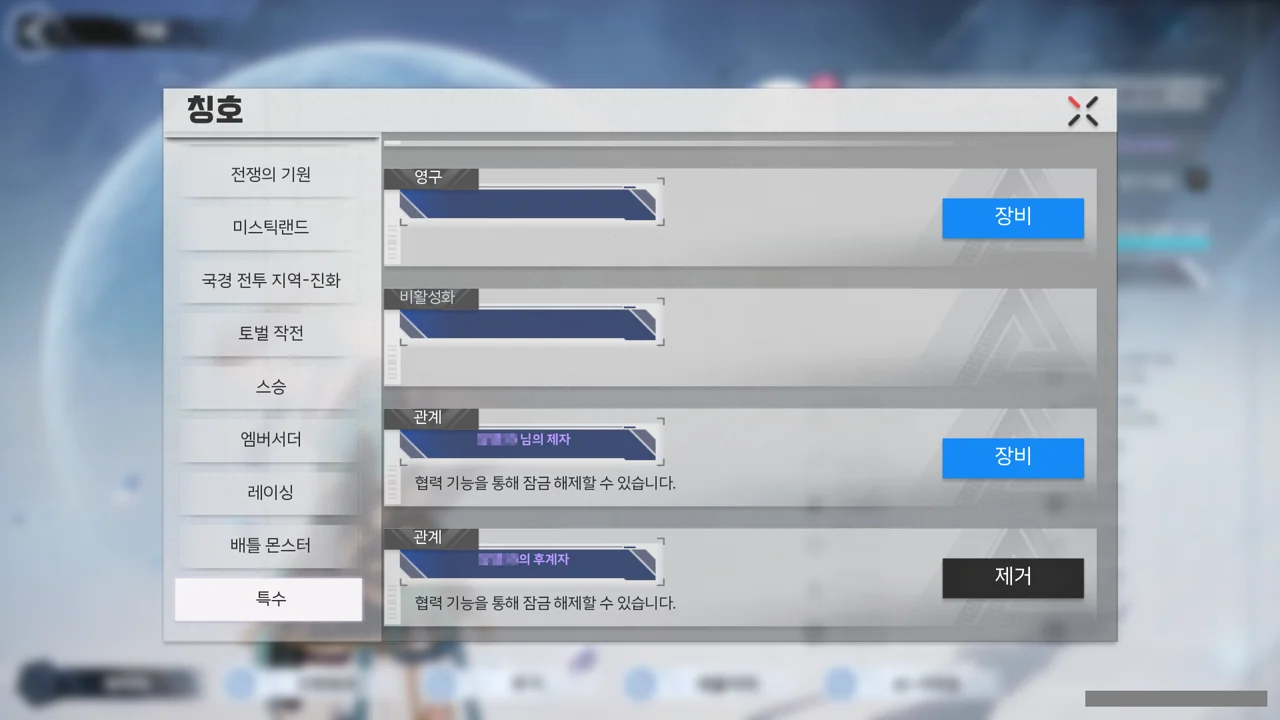 칭호
전쟁의 기원
미스틱랜드
국경 전투 지역-진화
토벌 작전
스승
엠버서더
레이싱
배틀 몬스터
특수
영구
장비
비활성화
관계
님의 제자
협력 기능을 통해 잠금 해제할 수 있습니다.
장비
관계
의 후계자
협력 기능을 통해 잠금 해제할 수 있습니다.
제거